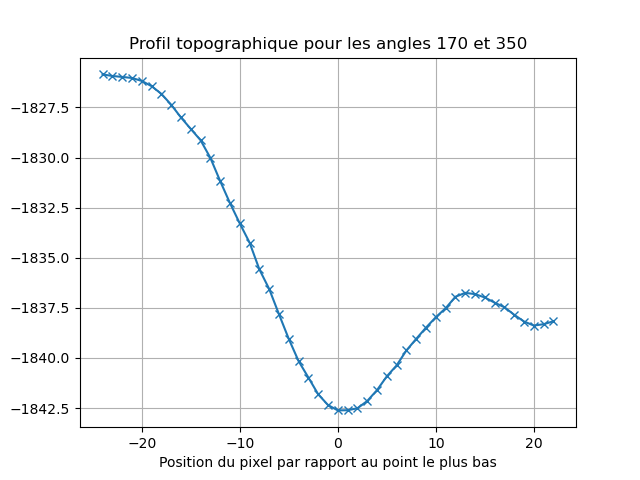 Profil topographique pour les angles 170 et 350
−1827.5
−1830.0
−1832.5
−1835.0
−1837.5
−1840.0
−1842.5
−20 −10 0 10 20
Position du pixel par rapport au point le plus bas